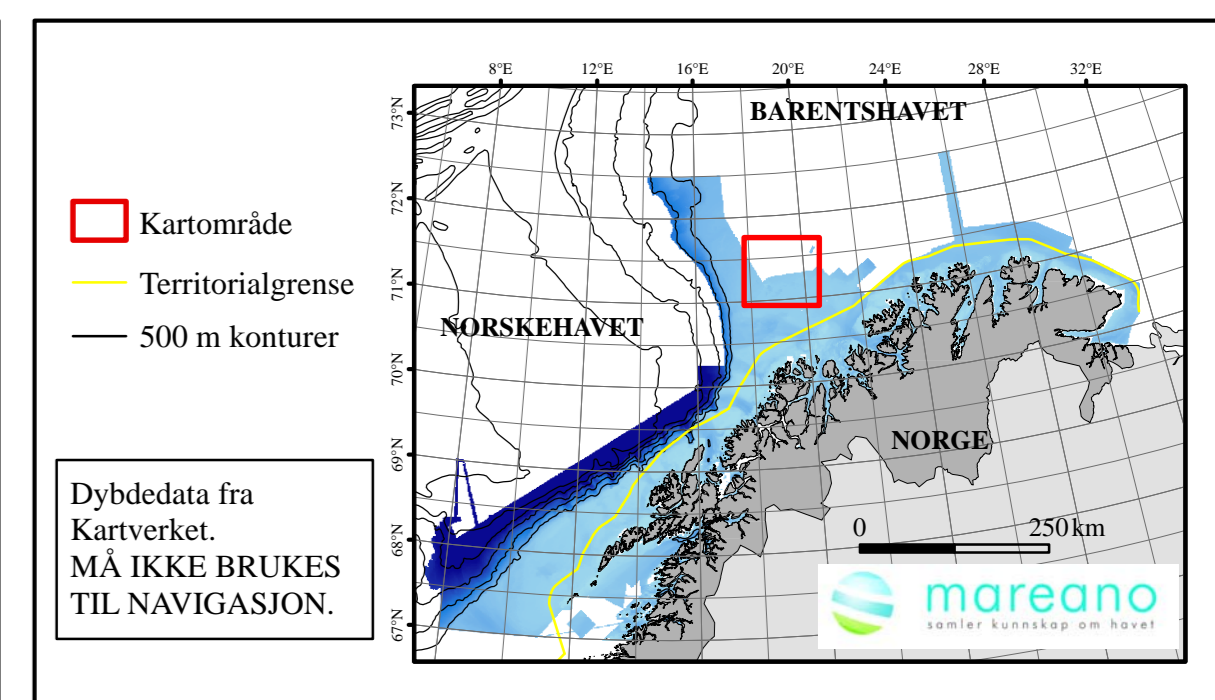 8°E 12°E 16°E 20°E 24°E 28°E 32°E
73°N
72°N
71°N
70°N
69°N
68°N
67°N
BARENTSHAVET
NORSKEHAVET
NORGE
0 250 km
mareano
samler kunnskap om havet
Kartområde
Territorialgrense
500 m konturer
Dybdedata fra
Kartverket.
MÅ IKKE BRUKES
TIL NAVIGASJON.